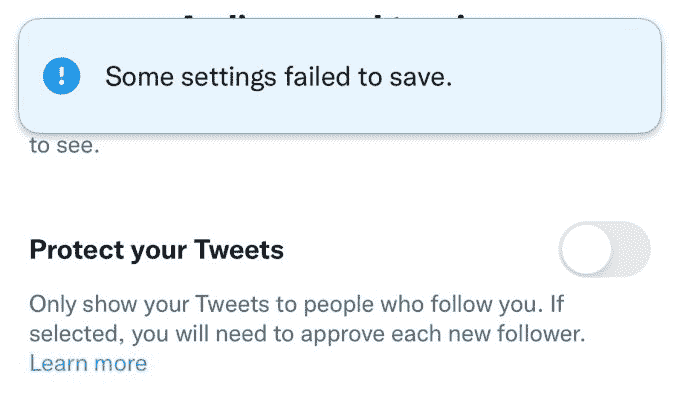 Some settings failed to save.
to see.
Protect your Tweets
Only show your Tweets to people who follow you. If
selected, you will need to approve each new follower.
Learn more